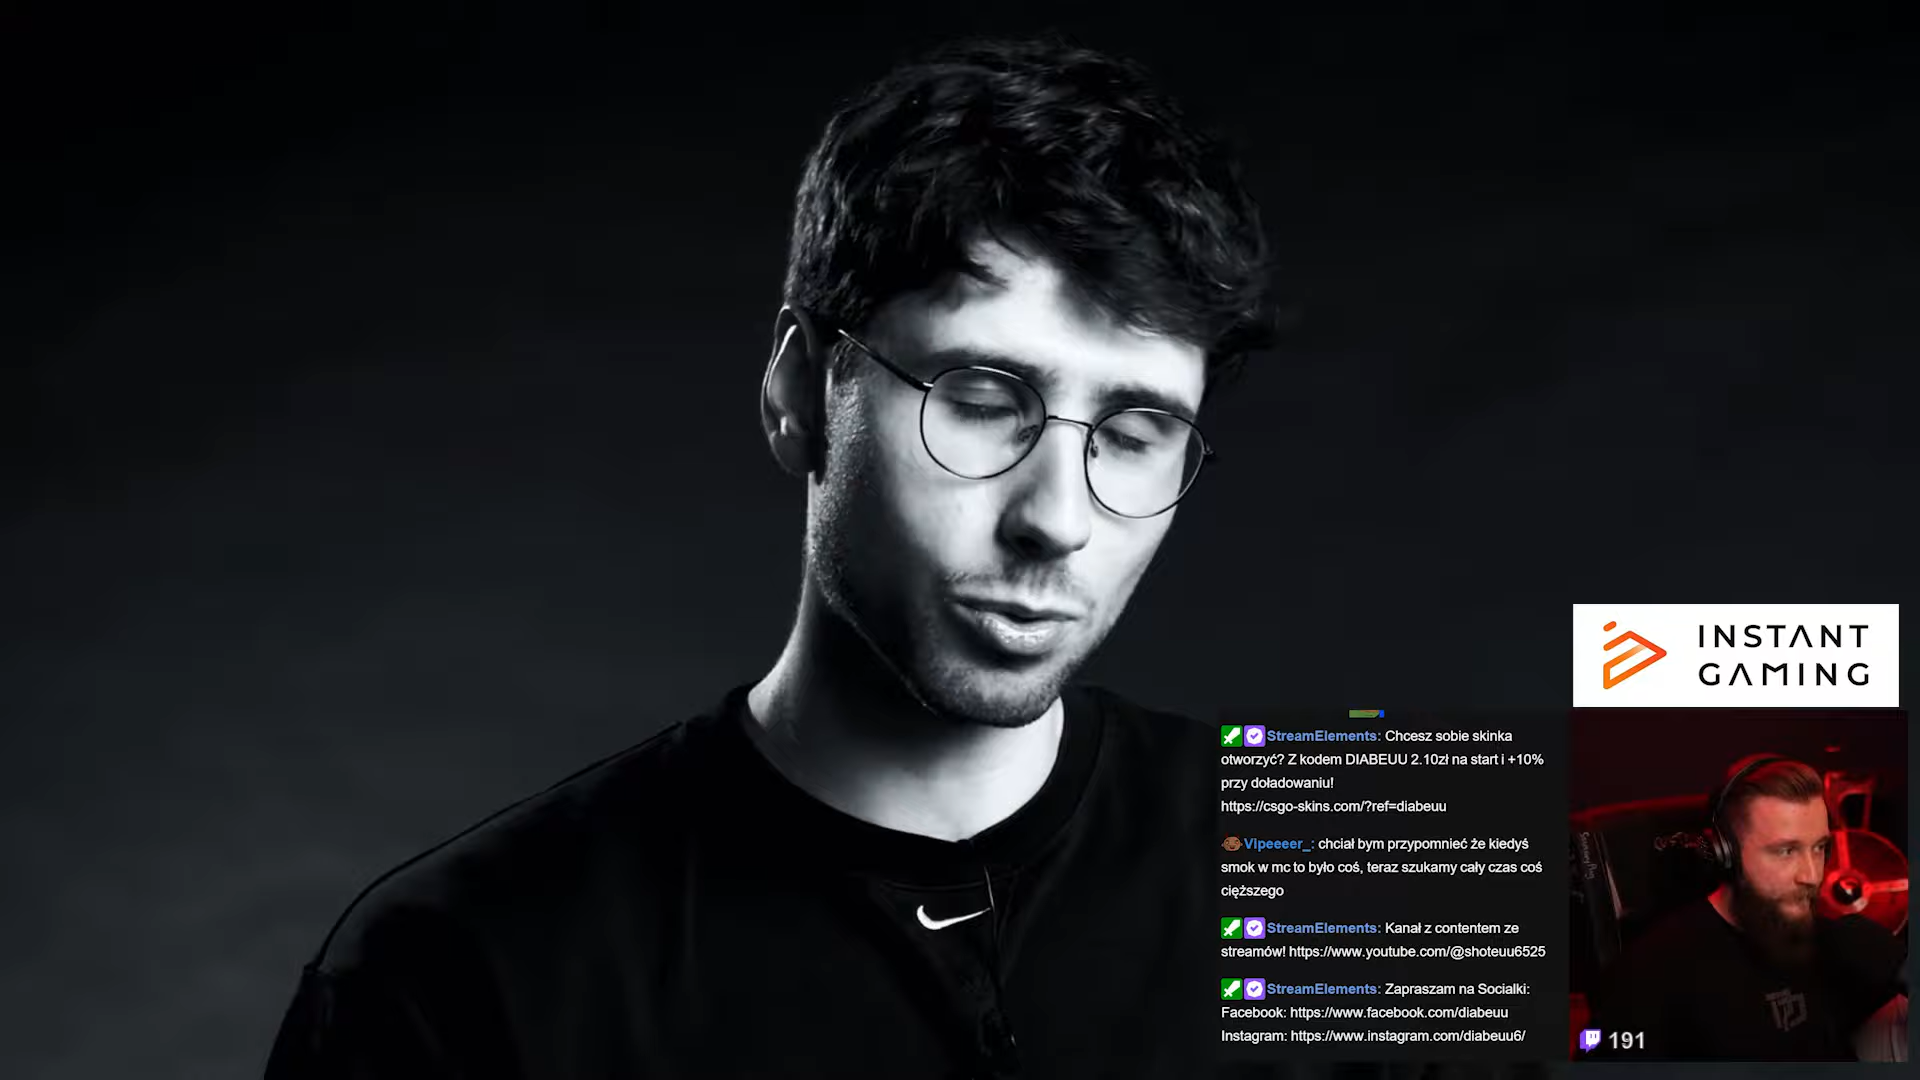 INSTANT
GAMING
StreamElements: Chcesz sobie skinka
otworzyć? Z kodem DIABEUU 2.10zł na start i +10%
przy doładowaniu!
https://csgo-skins.com/?ref=diabeuu
Vipeeeer_: chciał bym przypomnieć że kiedyś
smok w mc to było coś, teraz szukamy cały czas coś
cięższego
StreamElements: Kanał z contentem ze
streamów! https://www.youtube.com/@shoteuu6525
StreamElements: Zapraszam na Socialki:
Facebook: https://www.facebook.com/diabeuu
Instagram: https://www.instagram.com/diabeuu6/
191